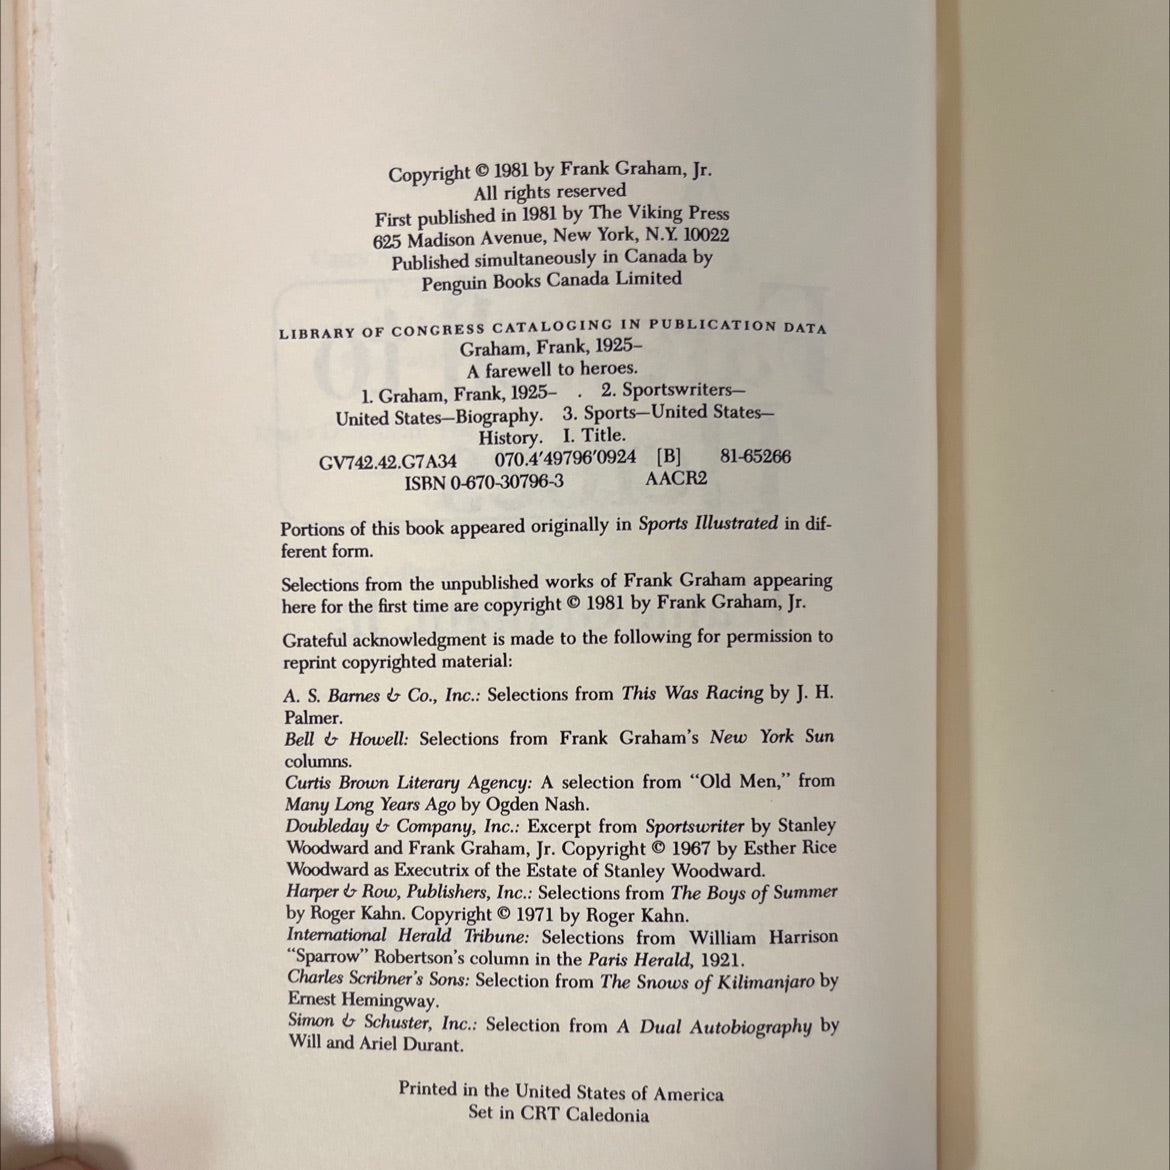 Copyright © 1981 by Frank Graham, Jr.
All rights reserved
First published in 1981 by The Viking Press
625 Madison Avenue, New York, N.Y. 10022
Published simultaneously in Canada by
Penguin Books Canada Limited
LIBRARY OF CONGRESS CATALOGING IN PUBLICATION DATA
Graham, Frank, 1925–
A farewell to heroes.
1. Graham, Frank, 1925– . 2. Sportswriters—
United States—Biography. 3. Sports—United States—
History. I. Title.
GV742.42.G7A34 070.4′49796′0924 [B] 81-65266
ISBN 0-670-30796-3 AACR2
Portions of this book appeared originally in Sports Illustrated in dif-
ferent form.
Selections from the unpublished works of Frank Graham appearing
here for the first time are copyright © 1981 by Frank Graham, Jr.
Grateful acknowledgment is made to the following for permission to
reprint copyrighted material:
A. S. Barnes & Co., Inc.: Selections from This Was Racing by J. H.
Palmer.
Bell & Howell: Selections from Frank Graham's New York Sun
columns.
Curtis Brown Literary Agency: A selection from “Old Men,” from
Many Long Years Ago by Ogden Nash.
Doubleday & Company, Inc.: Excerpt from Sportswriter by Stanley
Woodward and Frank Graham, Jr. Copyright © 1967 by Esther Rice
Woodward as Executrix of the Estate of Stanley Woodward.
Harper & Row, Publishers, Inc.: Selections from The Boys of Summer
by Roger Kahn. Copyright © 1971 by Roger Kahn.
International Herald Tribune: Selections from William Harrison
“Sparrow” Robertson's column in the Paris Herald, 1921.
Charles Scribner's Sons: Selection from The Snows of Kilimanjaro by
Ernest Hemingway.
Simon & Schuster, Inc.: Selection from A Dual Autobiography by
Will and Ariel Durant.
Printed in the United States of America
Set in CRT Caledonia